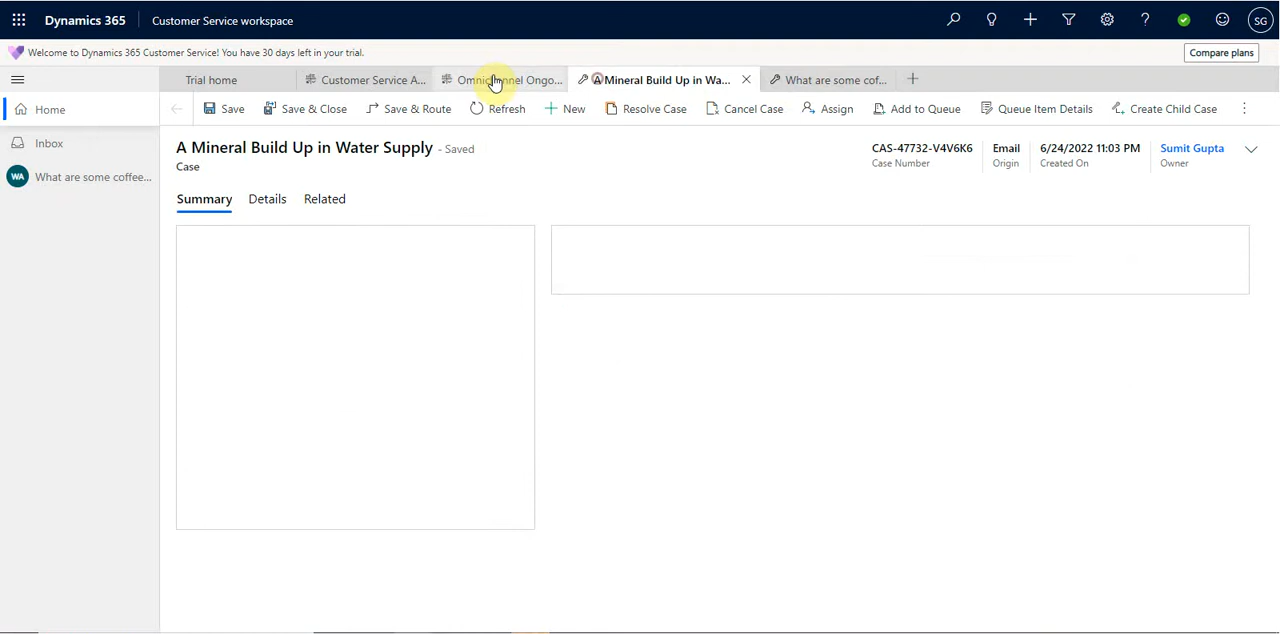 Dynamics 365 Customer Service workspace SG
Welcome to Dynamics 365 Customer Service! You have 30 days left in your trial. Compare plans
Trial home Customer Service A... Omnichannel Ongo... A Mineral Build Up in Wa... What are some cof...
Home Save Save & Close Save & Route Refresh New Resolve Case Cancel Case Assign Add to Queue Queue Item Details Create Child Case
Inbox
WA What are some coffee...
A Mineral Build Up in Water Supply - Saved
Case
CAS-47732-V4V6K6 Email 6/24/2022 11:03 PM Sumit Gupta
Case Number Origin Created On Owner
Summary Details Related